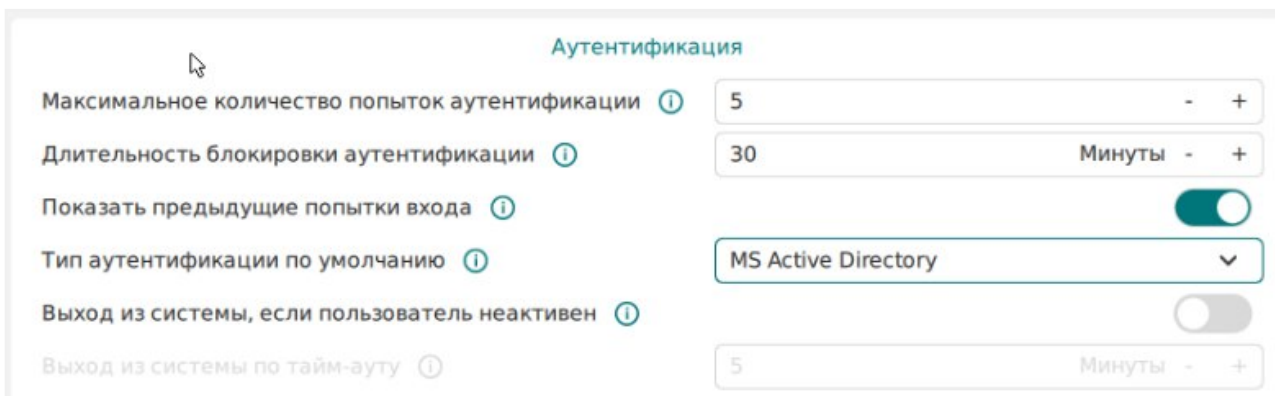 Аутентификация
Максимальное количество попыток аутентификации 5 - +
Длительность блокировки аутентификации 30 Минуты - +
Показать предыдущие попытки входа
Тип аутентификации по умолчанию MS Active Directory
Выход из системы, если пользователь неактивен
Выход из системы по тайм-ауту 5 Минуты - +